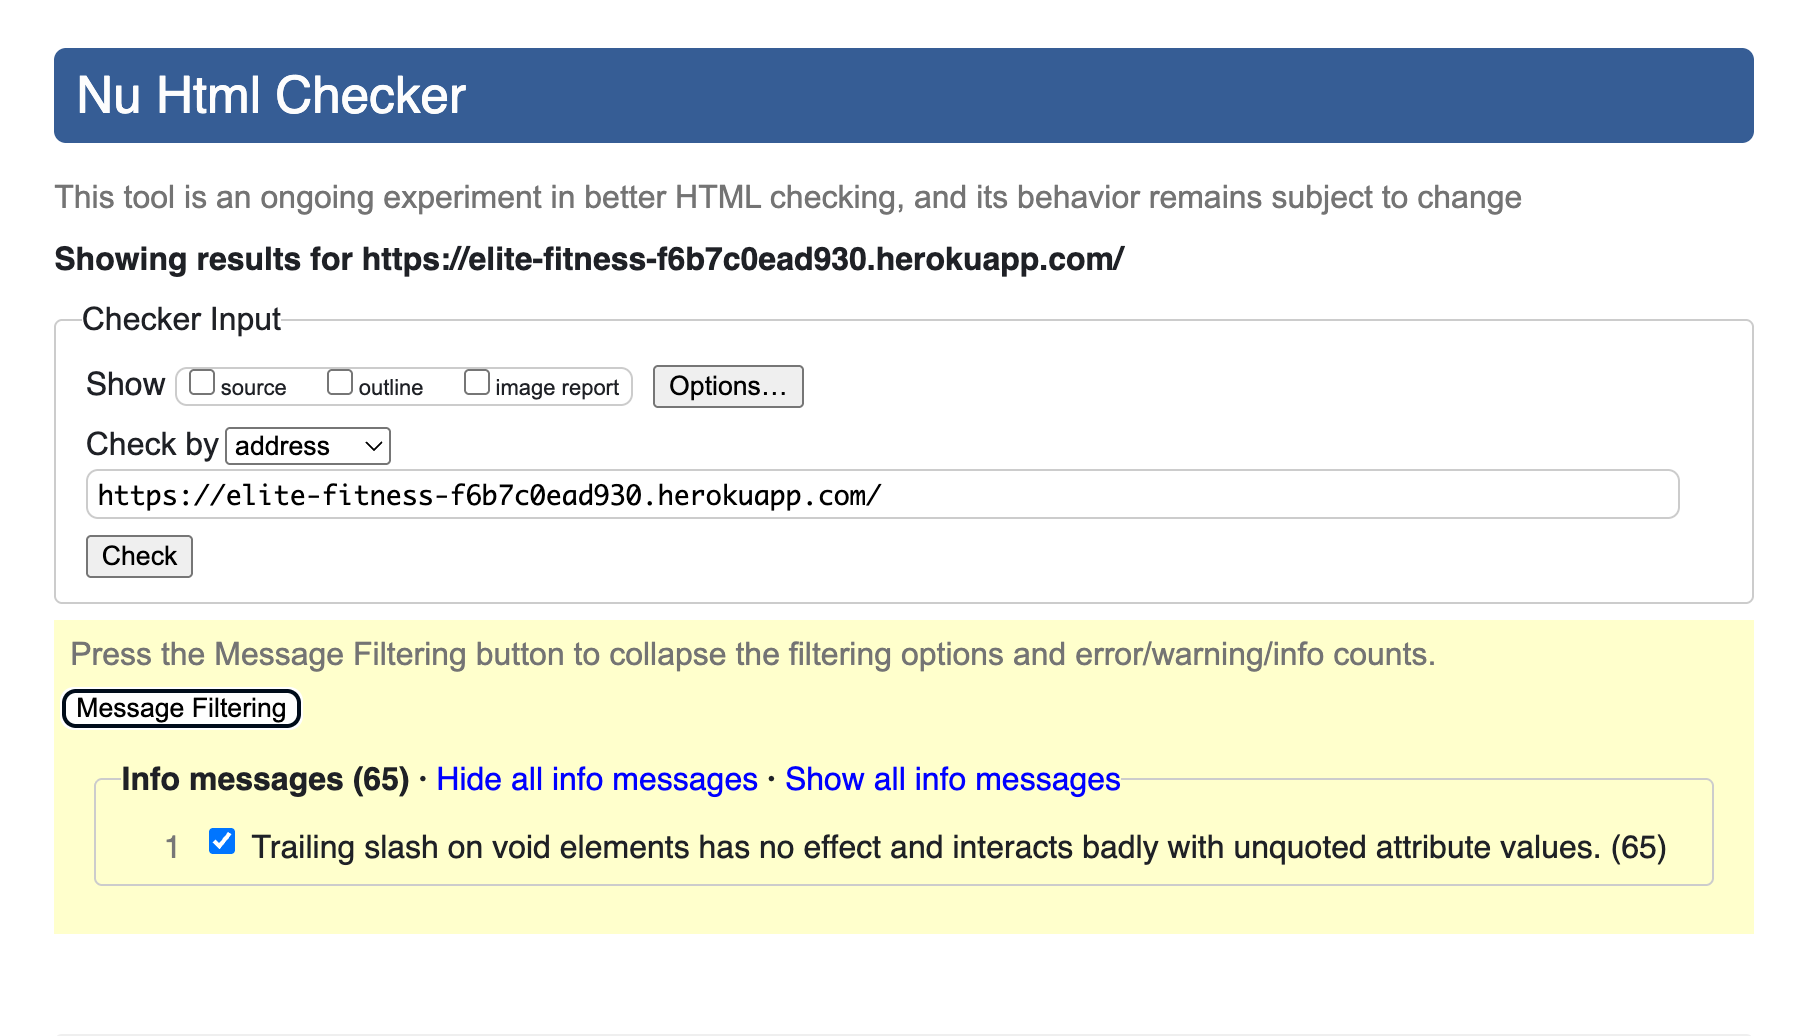 Nu Html Checker
This tool is an ongoing experiment in better HTML checking, and its behavior remains subject to change
Showing results for https://elite-fitness-f6b7c0ead930.herokuapp.com/
Checker Input
Show source outline image report Options...
Check by address
https://elite-fitness-f6b7c0ead930.herokuapp.com/
Check
Press the Message Filtering button to collapse the filtering options and error/warning/info counts.
Message Filtering
Info messages (65) · Hide all info messages · Show all info messages
1 Trailing slash on void elements has no effect and interacts badly with unquoted attribute values. (65)